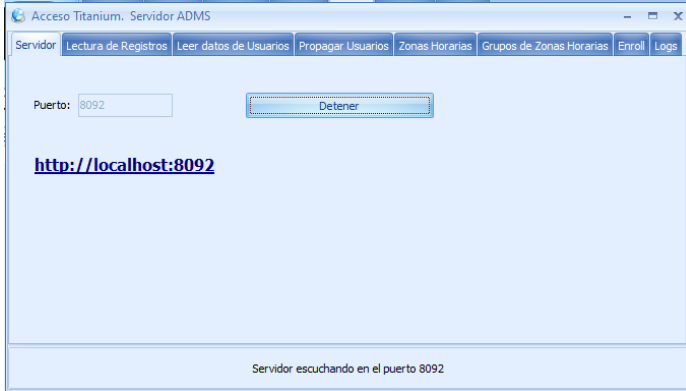 Acceso Titanium. Servidor ADMS
Servidor Lectura de Registros Leer datos de Usuarios Propagar Usuarios Zonas Horarias Grupos de Zonas Horarias Enroll Logs
Puerto: 8092 Detener
http://localhost:8092
Servidor escuchando en el puerto 8092